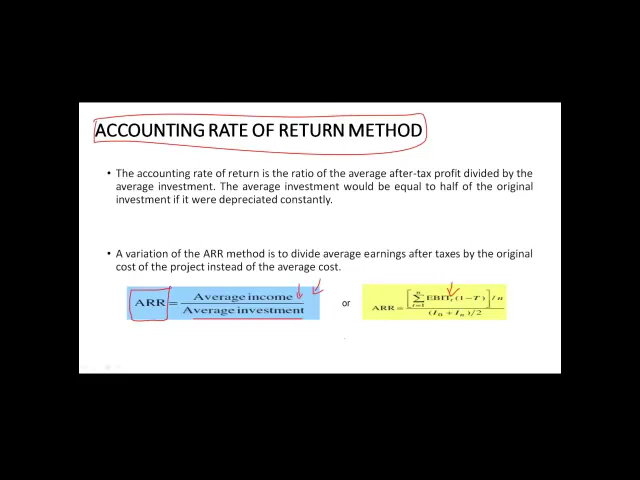 ACCOUNTING RATE OF RETURN METHOD
• The accounting rate of return is the ratio of the average after-tax profit divided by the
average investment. The average investment would be equal to half of the original
investment if it were depreciated constantly.
• A variation of the ARR method is to divide average earnings after taxes by the original
cost of the project instead of the average cost.
ARR = Average income / Average investment
or
ARR = [∑ₜ₌₁ⁿ EBITₜ (1 − T)] / n / (I₀ + Iₙ) / 2